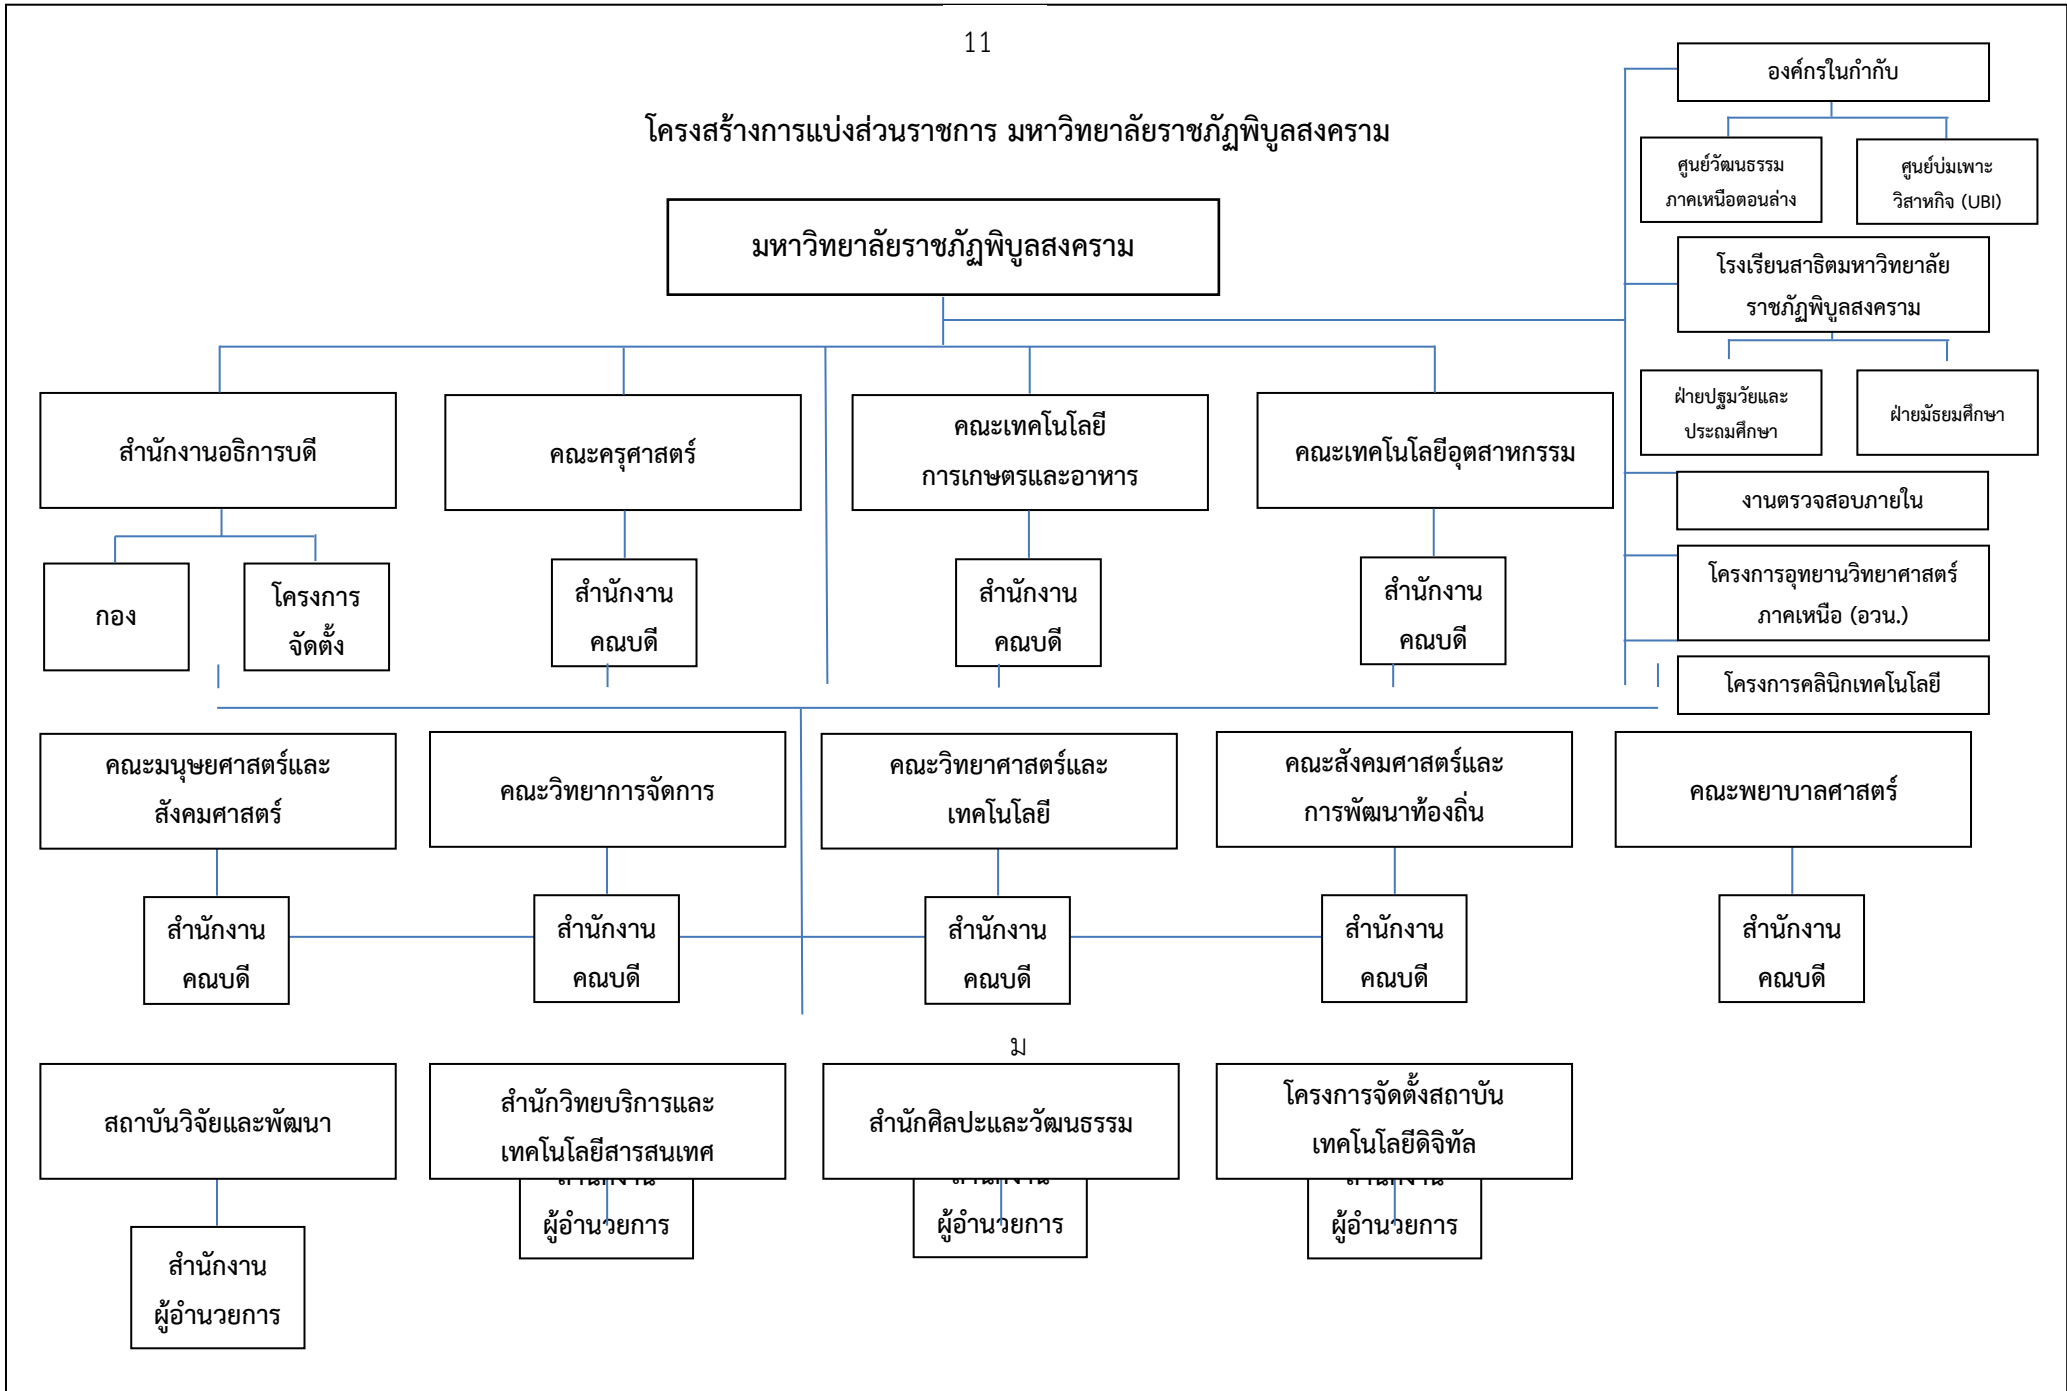 11
โครงสร้างการแบ่งส่วนราชการ มหาวิทยาลัยราชภัฏพิบูลสงคราม
มหาวิทยาลัยราชภัฏพิบูลสงคราม
องค์กรในกำกับ
ศูนย์วัฒนธรรม
ภาคเหนือตอนล่าง
ศูนย์บ่มเพาะ
วิสาหกิจ (UBI)
โรงเรียนสาธิตมหาวิทยาลัย
ราชภัฏพิบูลสงคราม
ฝ่ายปฐมวัยและ
ประถมศึกษา
ฝ่ายมัธยมศึกษา
งานตรวจสอบภายใน
โครงการอุทยานวิทยาศาสตร์
ภาคเหนือ (อวน.)
โครงการคลินิกเทคโนโลยี
สำนักงานอธิการบดี
คณะครุศาสตร์
คณะเทคโนโลยี
การเกษตรและอาหาร
คณะเทคโนโลยีอุตสาหกรรม
กอง
โครงการ
จัดตั้ง
สำนักงาน
คณบดี
สำนักงาน
คณบดี
สำนักงาน
คณบดี
คณะมนุษยศาสตร์และ
สังคมศาสตร์
คณะวิทยาการจัดการ
คณะวิทยาศาสตร์และ
เทคโนโลยี
คณะสังคมศาสตร์และ
การพัฒนาท้องถิ่น
คณะพยาบาลศาสตร์
สำนักงาน
คณบดี
สำนักงาน
คณบดี
สำนักงาน
คณบดี
สำนักงาน
คณบดี
สำนักงาน
คณบดี
ม
สถาบันวิจัยและพัฒนา
สำนักวิทยบริการและ
เทคโนโลยีสารสนเทศ
สำนักศิลปะและวัฒนธรรม
โครงการจัดตั้งสถาบัน
เทคโนโลยีดิจิทัล
สำนักงาน
ผู้อำนวยการ
ผู้อำนวยการ
ผู้อำนวยการ
ผู้อำนวยการ